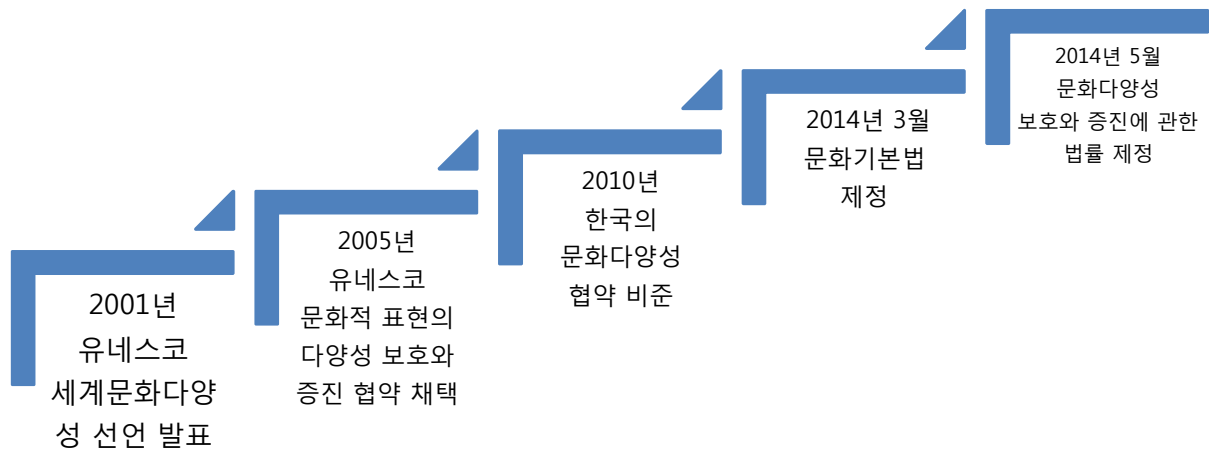 2001년
유네스코
세계문화다양
성 선언 발표
2005년
유네스코
문화적 표현의
다양성 보호와
증진 협약 채택
2010년
한국의
문화다양성
협약 비준
2014년 3월
문화기본법
제정
2014년 5월
문화다양성
보호와 증진에 관한
법률 제정